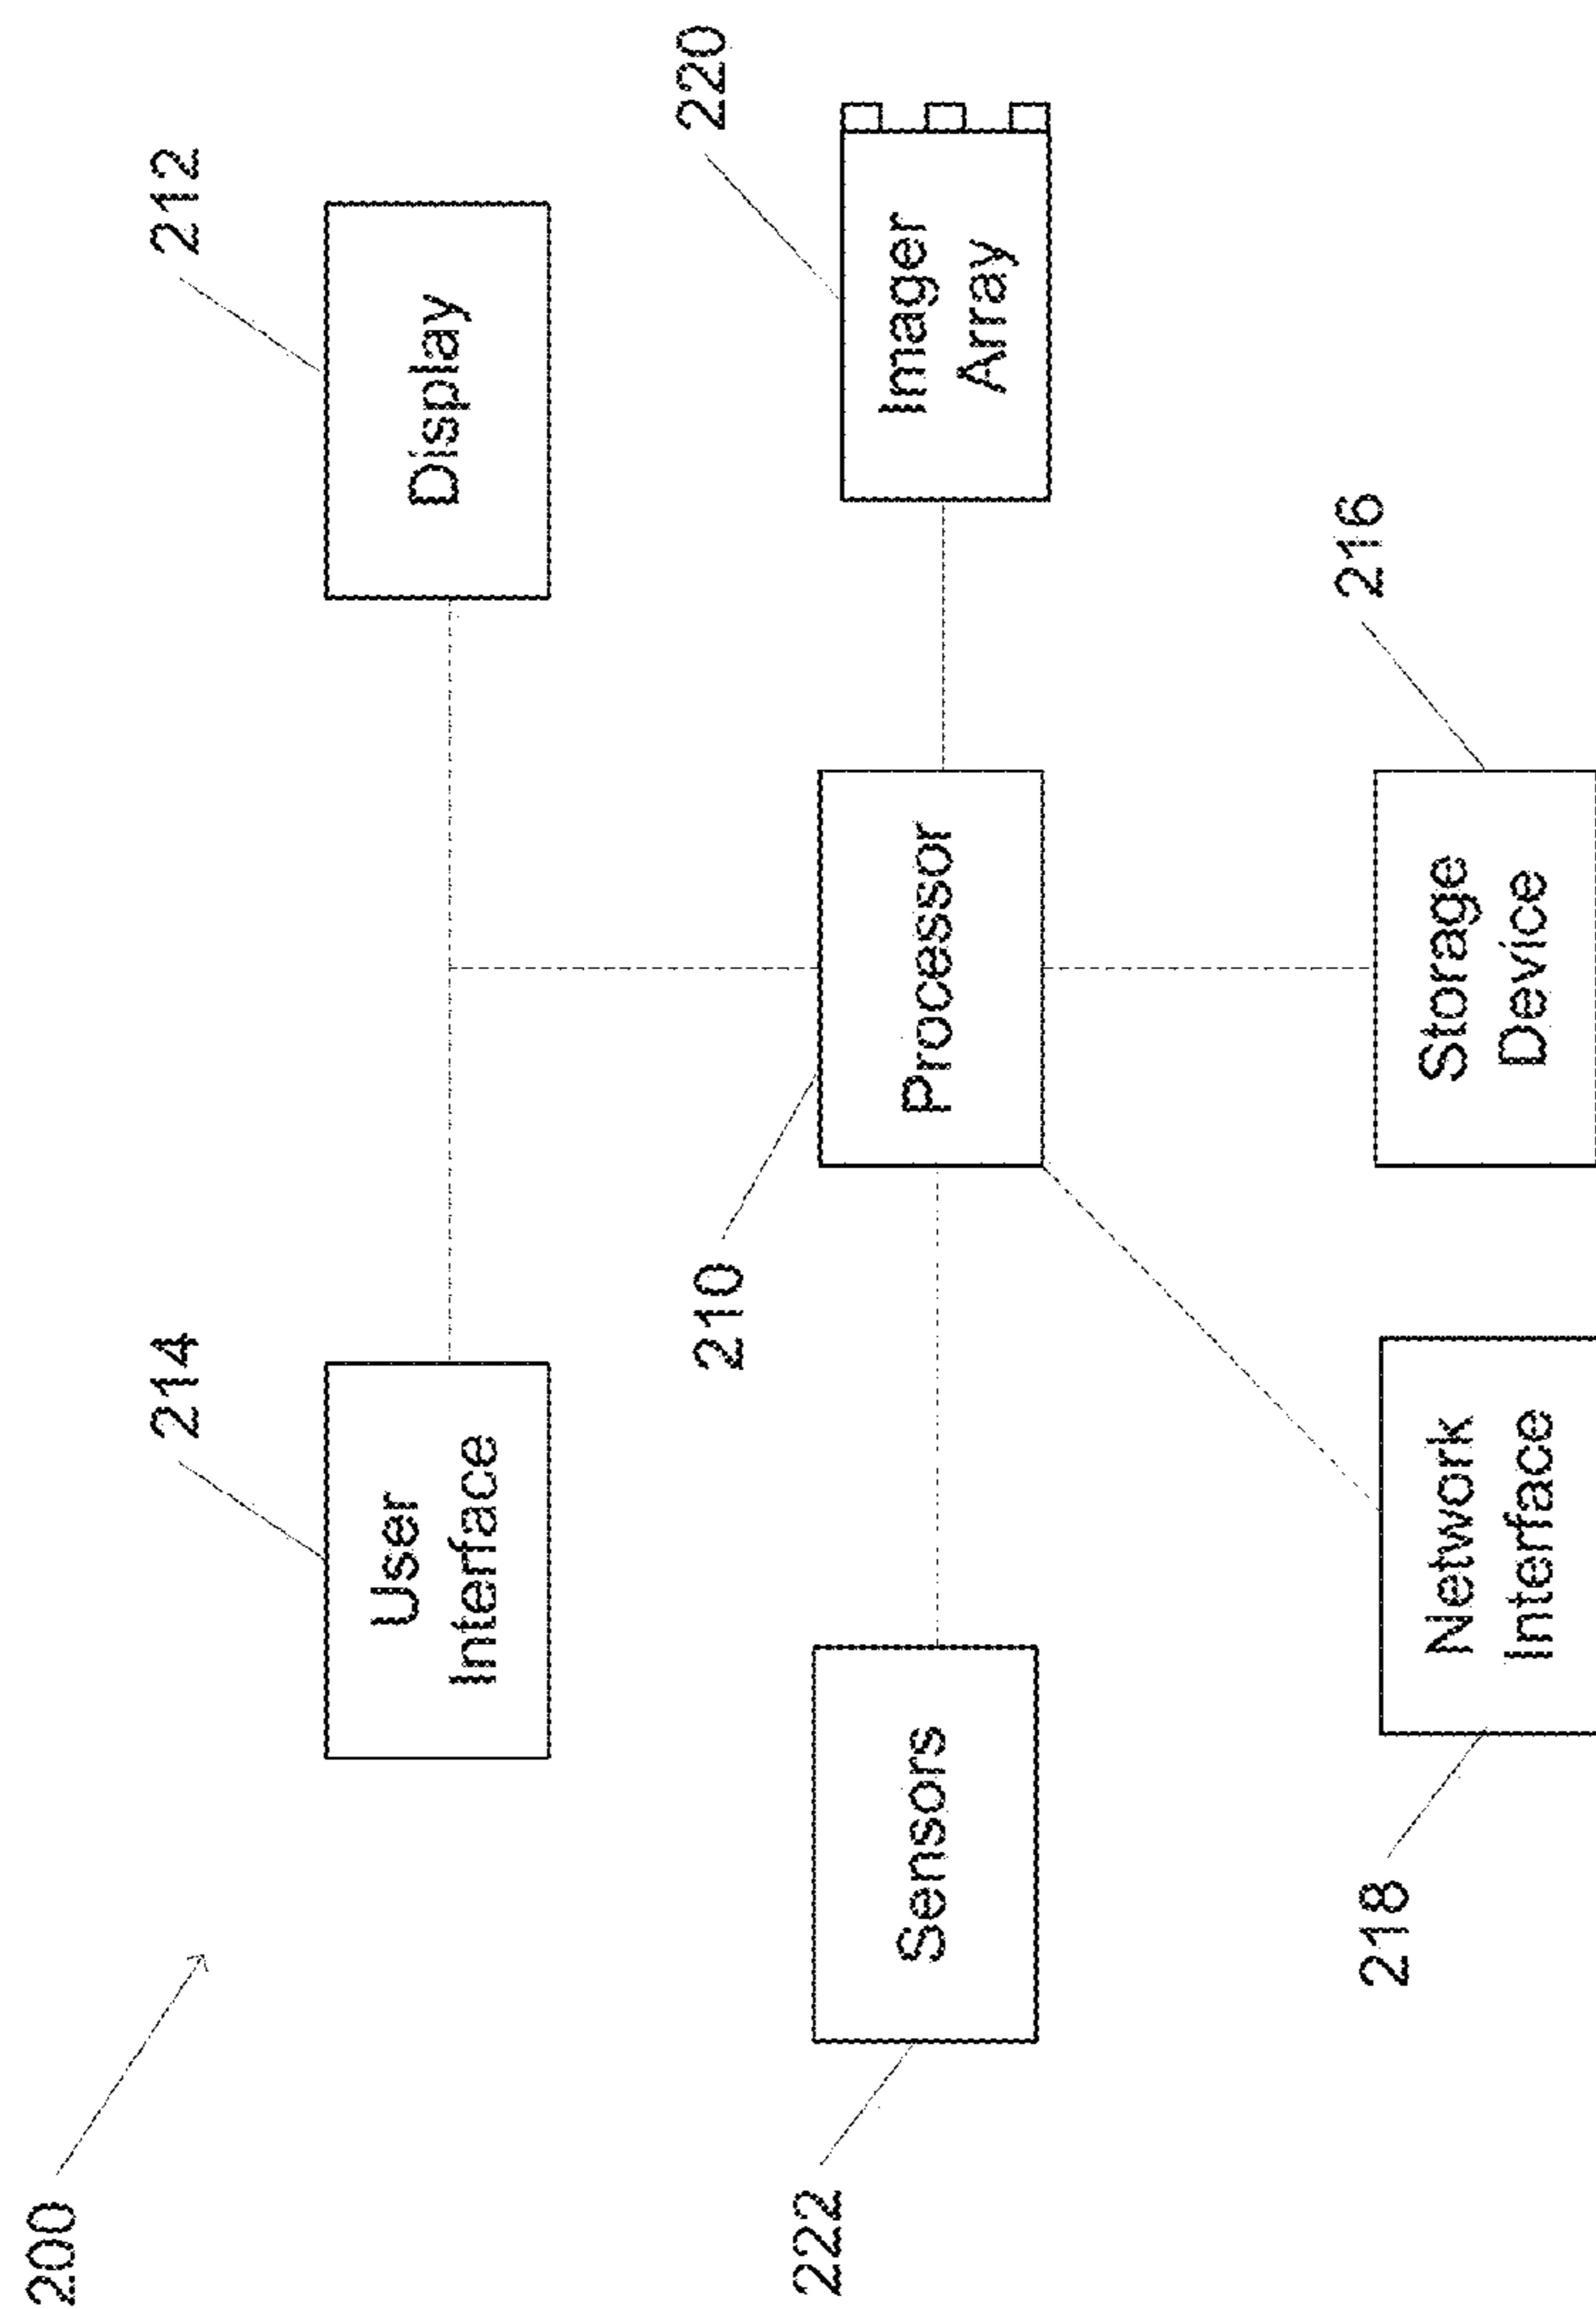 200
214
User
Interface
212
Display
222
Sensors
210
Processor
220
Imager
Array
218
Network
Interface
216
Storage
Device